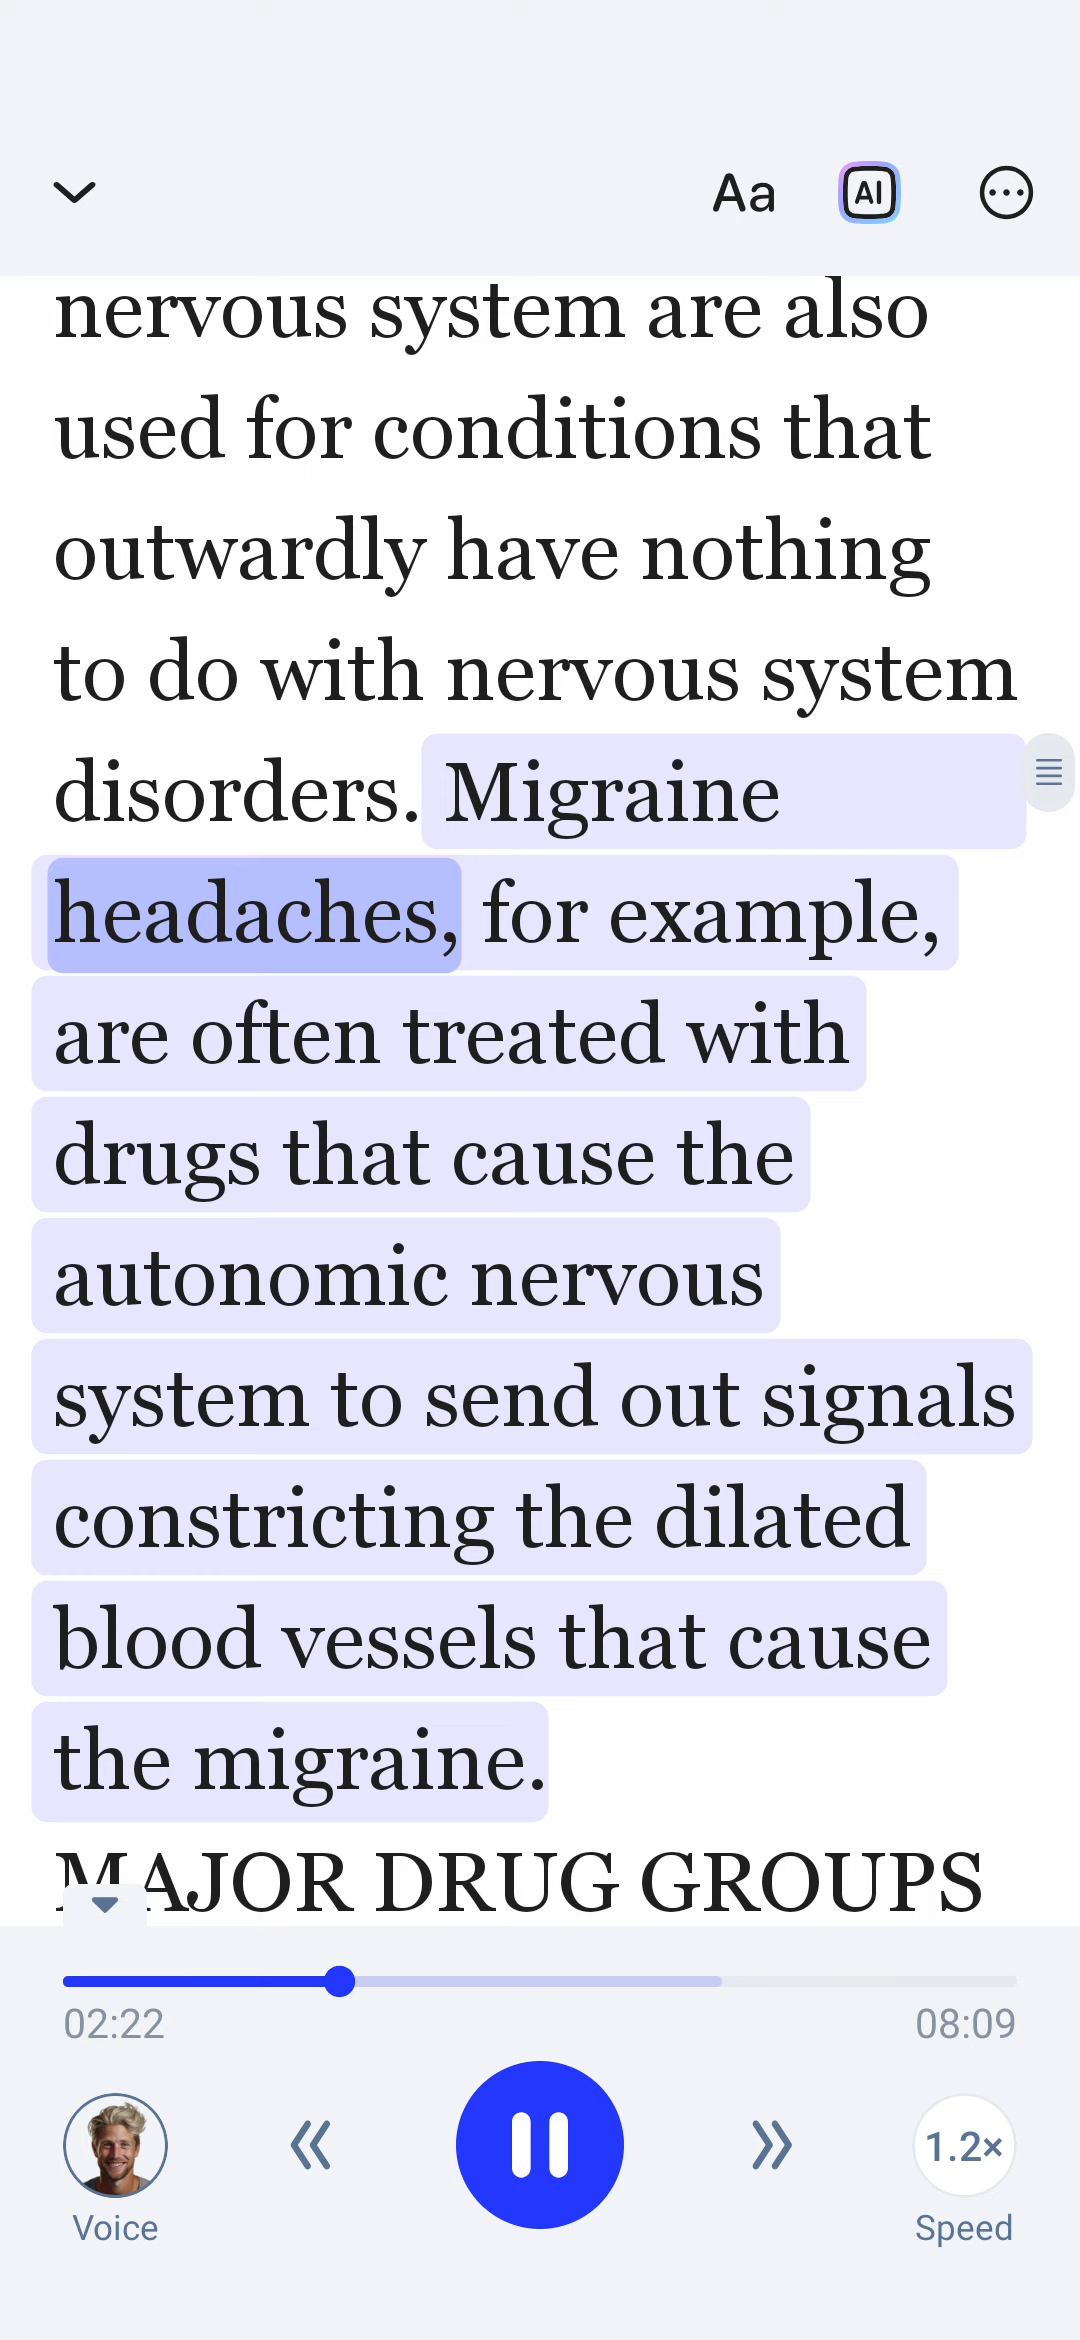 Aa
AI
nervous system are also
used for conditions that
outwardly have nothing
to do with nervous system
disorders. Migraine
headaches, for example,
are often treated with
drugs that cause the
autonomic nervous
system to send out signals
constricting the dilated
blood vessels that cause
the migraine.
MAJOR DRUG GROUPS
02:22
08:09
1.2×
Voice
Speed